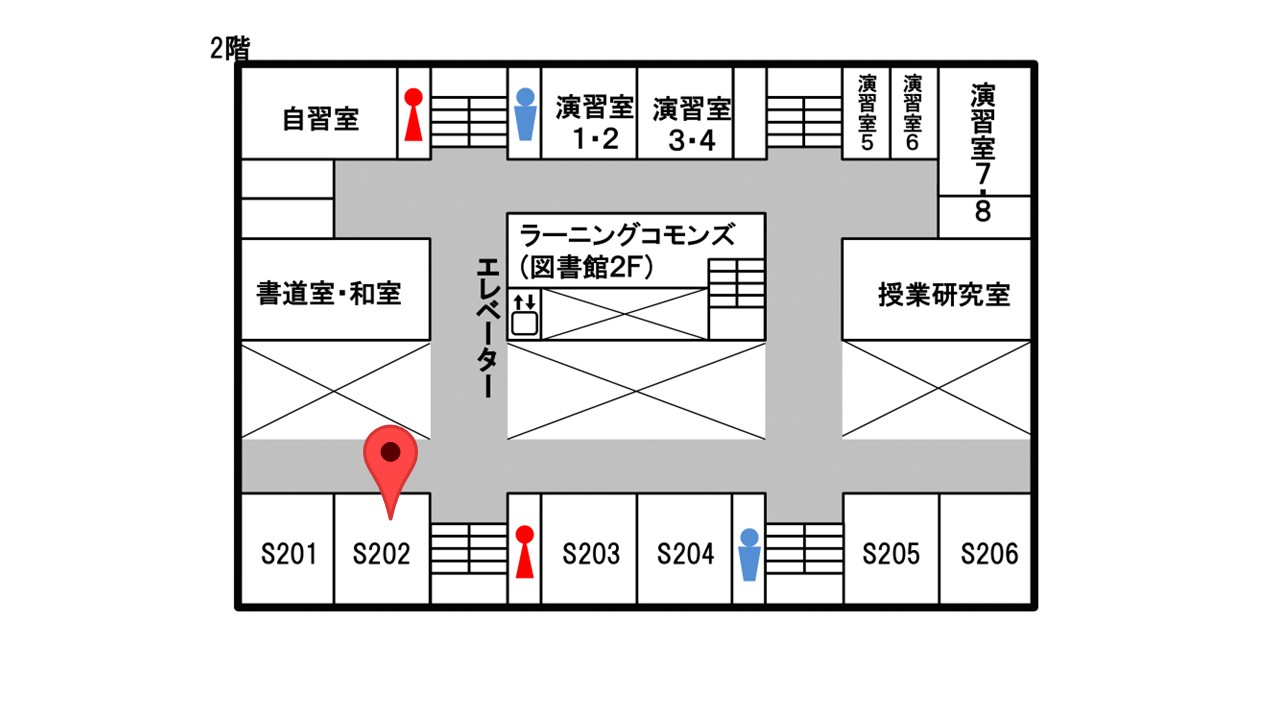 2階
自習室
演習室
1・2
演習室
3・4
演習室5
演習室6
演習室7・8
ラーニングコモンズ
(図書館2F)
エレベーター
書道室・和室
授業研究室
S201
S202
S203
S204
S205
S206